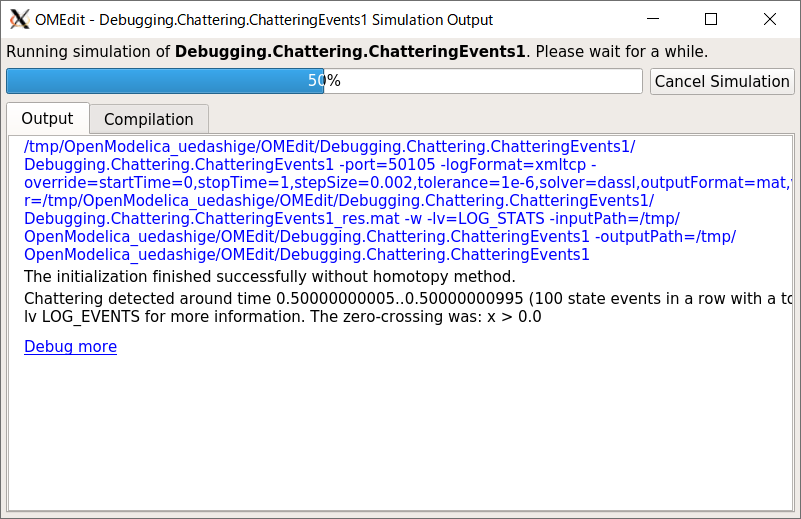 OMEdit - Debugging.Chattering.ChatteringEvents1 Simulation Output
Running simulation of Debugging.Chattering.ChatteringEvents1. Please wait for a while.
50%
Cancel Simulation
Output
Compilation
/tmp/OpenModelica_uedashige/OMEdit/Debugging.Chattering.ChatteringEvents1/
Debugging.Chattering.ChatteringEvents1 -port=50105 -logFormat=xmltcp -
override=startTime=0,stopTime=1,stepSize=0.002,tolerance=1e-6,solver=dassl,outputFormat=mat,
r=/tmp/OpenModelica_uedashige/OMEdit/Debugging.Chattering.ChatteringEvents1/
Debugging.Chattering.ChatteringEvents1_res.mat -w -lv=LOG_STATS -inputPath=/tmp/
OpenModelica_uedashige/OMEdit/Debugging.Chattering.ChatteringEvents1 -outputPath=/tmp/
OpenModelica_uedashige/OMEdit/Debugging.Chattering.ChatteringEvents1
The initialization finished successfully without homotopy method.
Chattering detected around time 0.50000000005..0.50000000995 (100 state events in a row with a
lv LOG_EVENTS for more information. The zero-crossing was: x > 0.0
Debug more